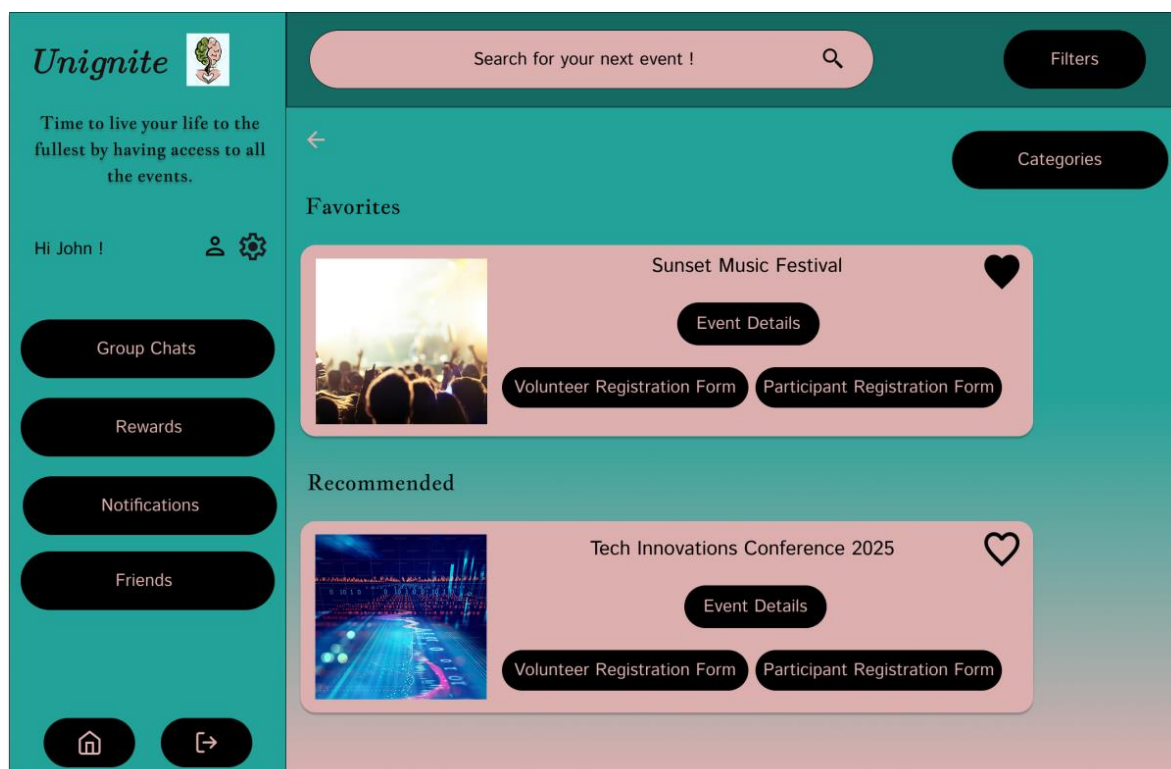 Unignite
Time to live your life to the
fullest by having access to all
the events.
Hi John !
Group Chats
Rewards
Notifications
Friends
Search for your next event !
Filters
Categories
Favorites
Sunset Music Festival
Event Details
Volunteer Registration Form
Participant Registration Form
Recommended
Tech Innovations Conference 2025
Event Details
Volunteer Registration Form
Participant Registration Form